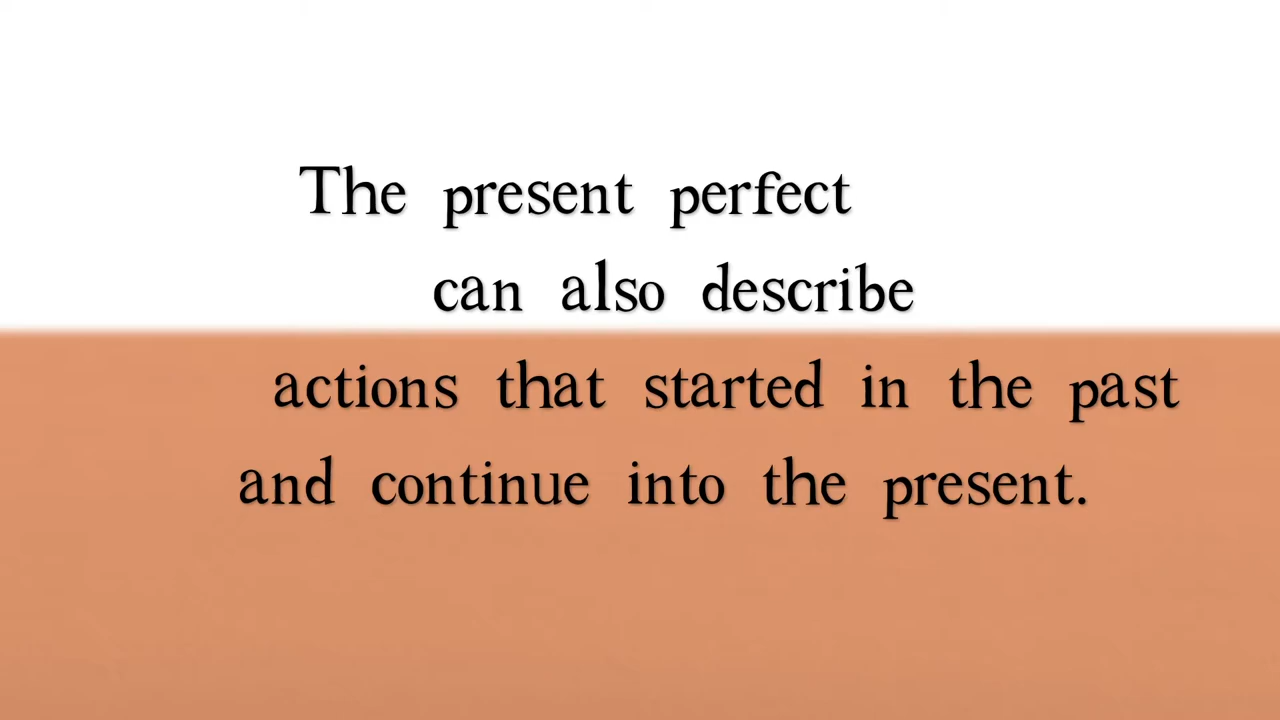 The present perfect
can also describe
actions that started in the past
and continue into the present.